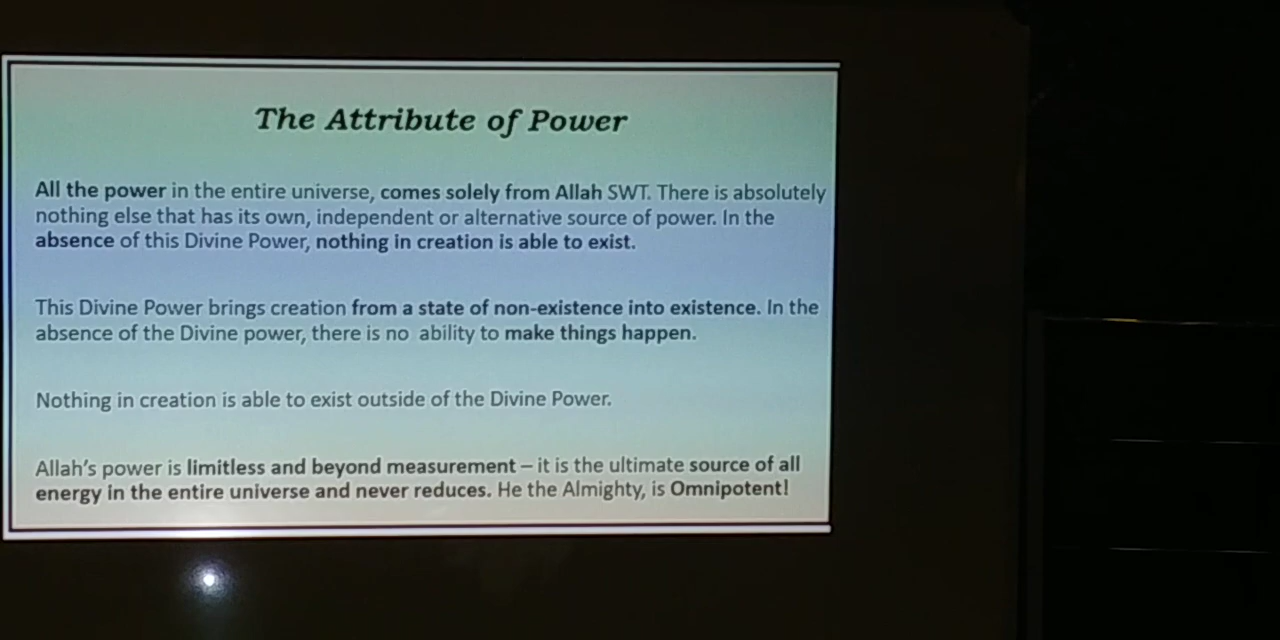 The Attribute of Power
All the power in the entire universe, comes solely from Allah SWT. There is absolutely
nothing else that has its own, independent or alternative source of power. In the
absence of this Divine Power, nothing in creation is able to exist.
This Divine Power brings creation from a state of non-existence into existence. In the
absence of the Divine power, there is no ability to make things happen.
Nothing in creation is able to exist outside of the Divine Power.
Allah's power is limitless and beyond measurement – it is the ultimate source of all
energy in the entire universe and never reduces. He the Almighty, is Omnipotent!